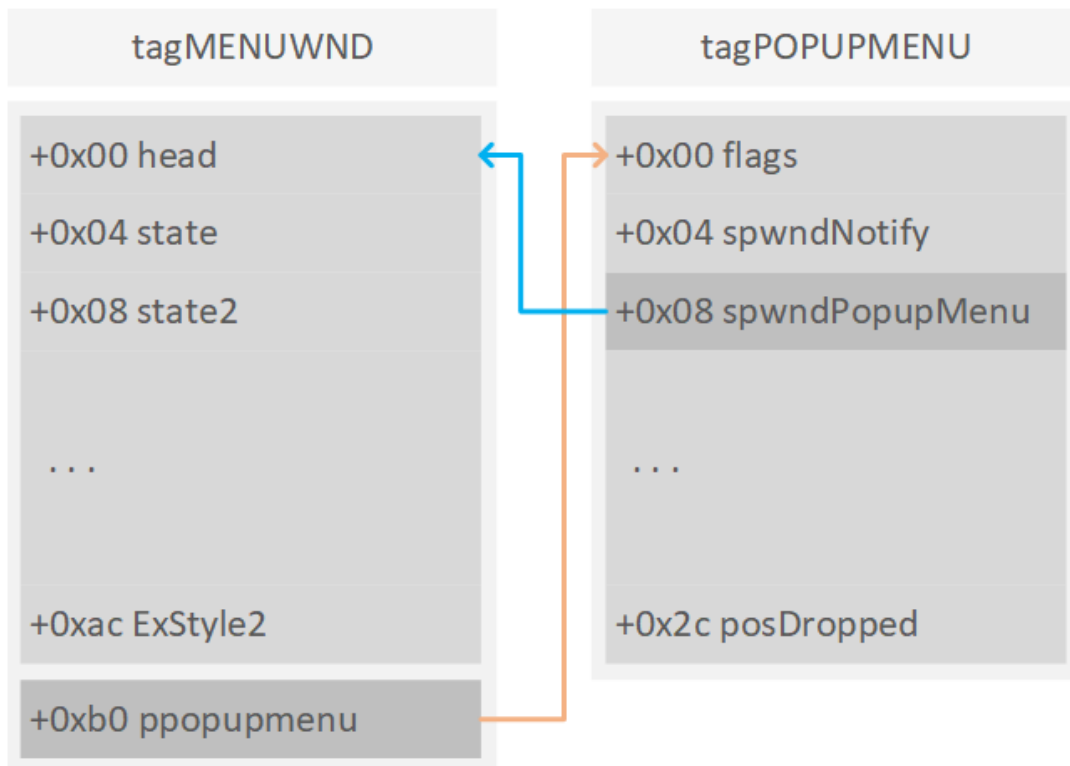 tagMENUWND
+0x00 head
+0x04 state
+0x08 state2
...
+0xac ExStyle2
+0xb0 ppopupmenu
tagPOPUPMENU
+0x00 flags
+0x04 spwndNotify
+0x08 spwndPopupMenu
...
+0x2c posDropped